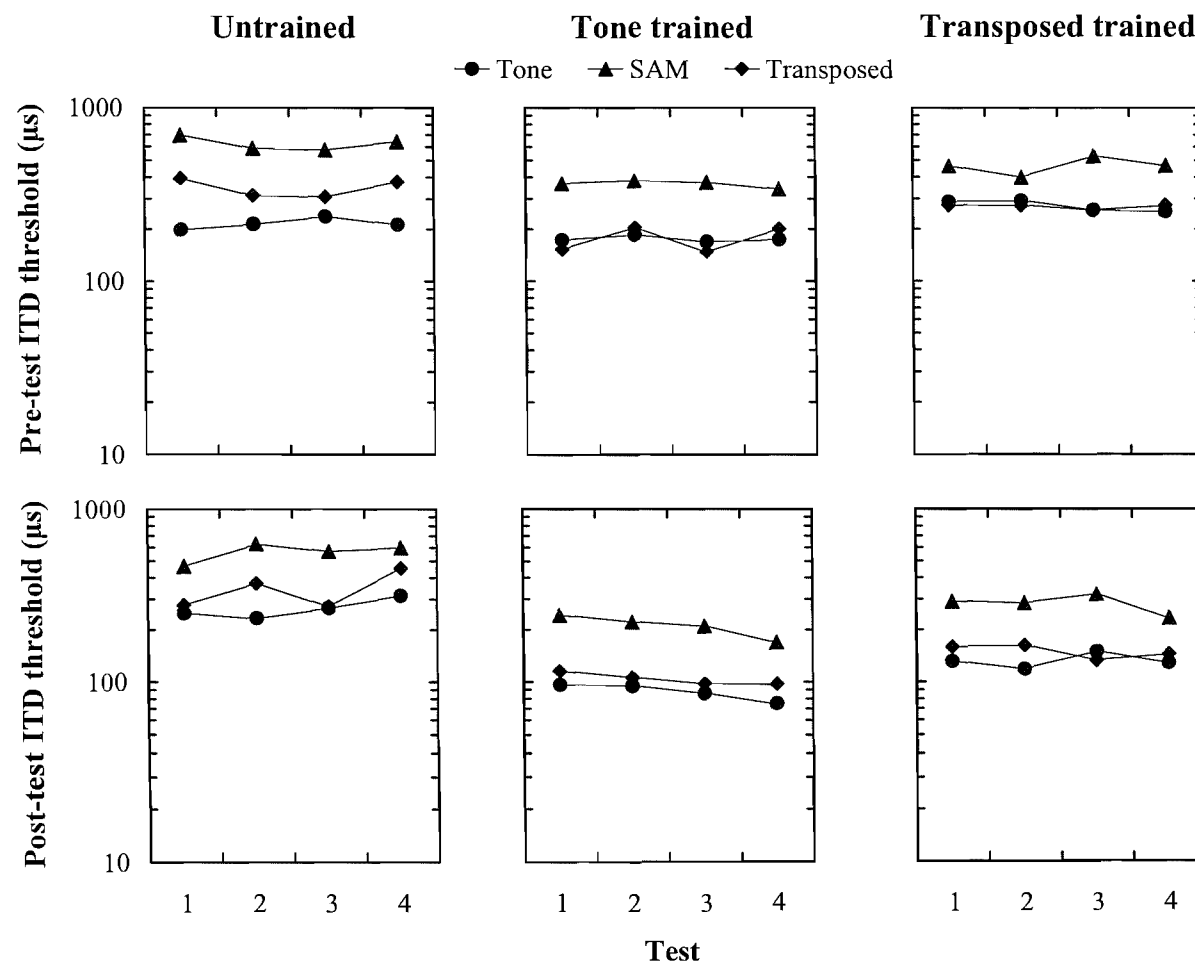 Untrained Tone trained Transposed trained
Tone SAM Transposed
Pre-test ITD threshold (µs)
1000
100
10
Post-test ITD threshold (µs)
1000
100
10
1 2 3 4 1 2 3 4 1 2 3 4
Test